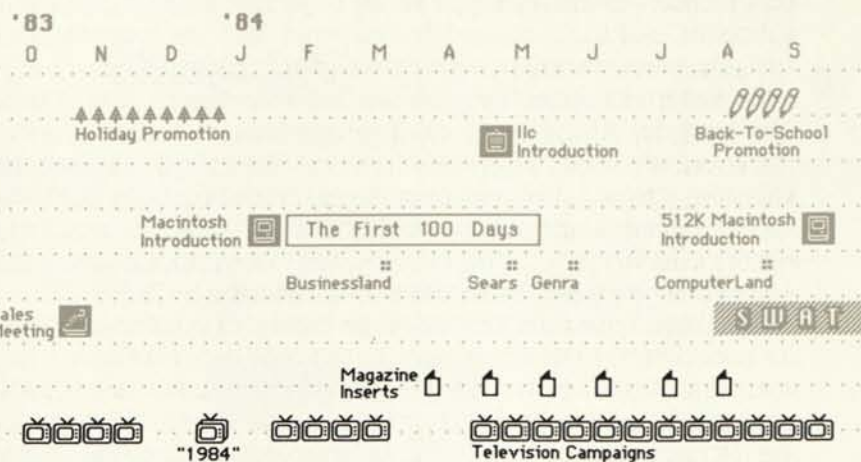 '83 '84
O N D J F M A M J J A S
Holiday Promotion
IIc
Introduction
Back-To-School
Promotion
Macintosh
Introduction
The First 100 Days
512K Macintosh
Introduction
Businessland Sears Genra ComputerLand
ales
eeting
SWAT
Magazine
Inserts
"1984"
Television Campaigns